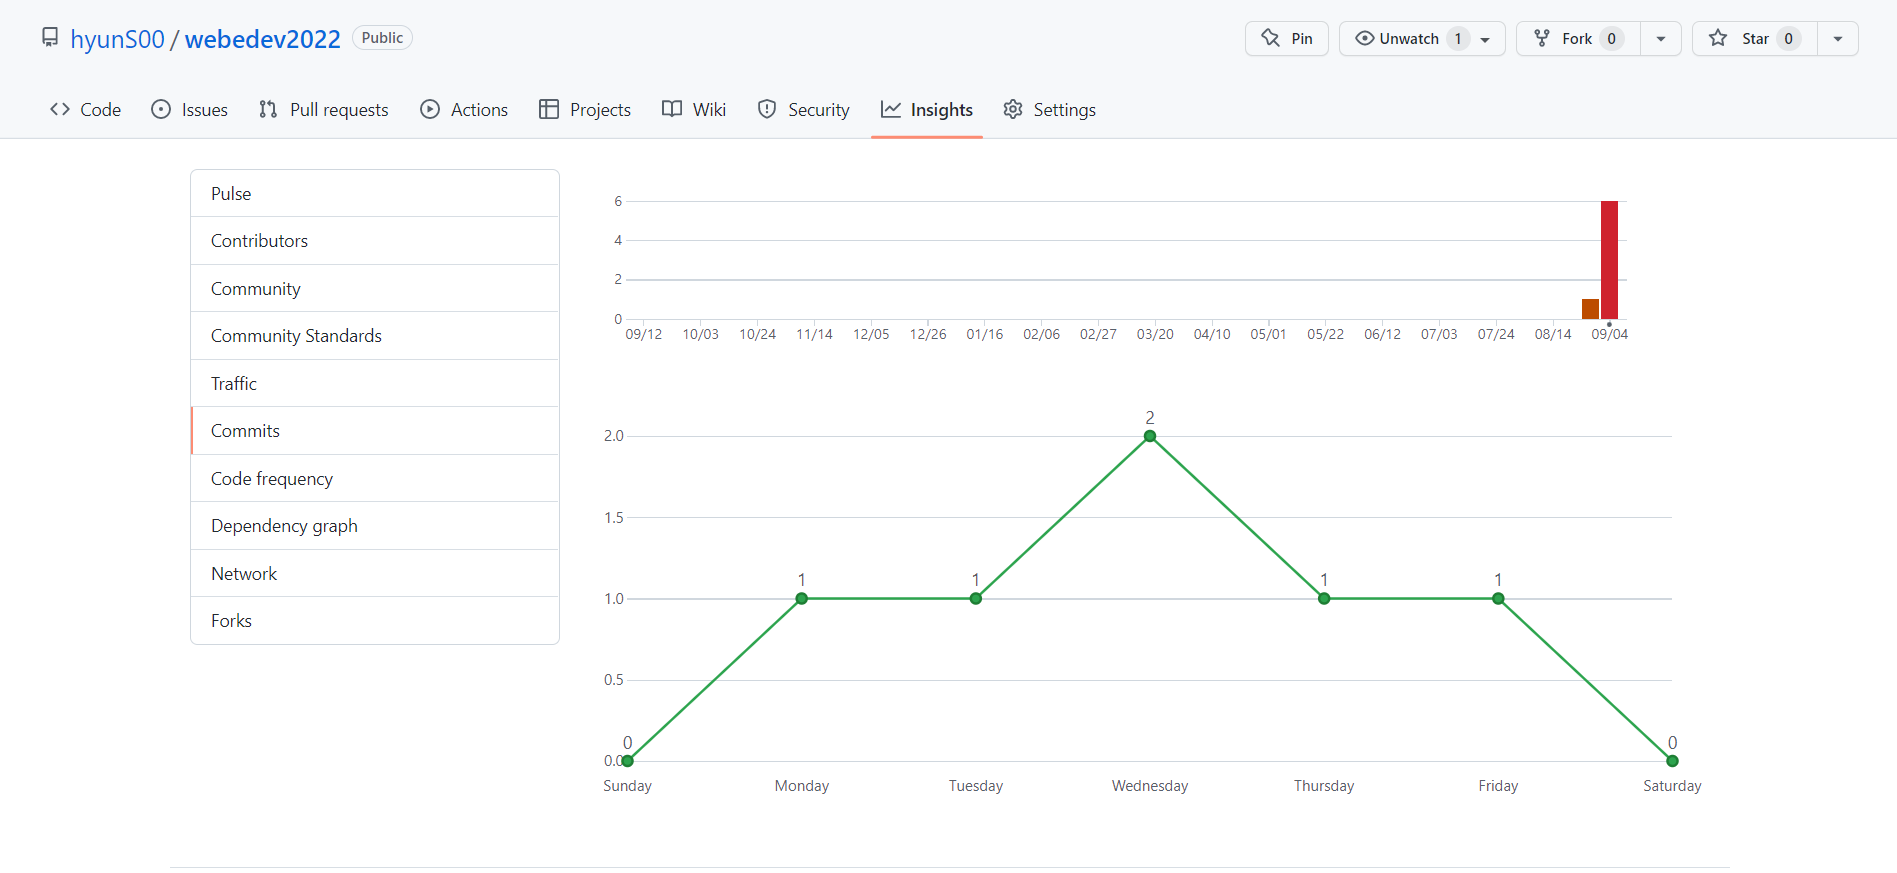 hyunS00 / webedev2022 Public Pin Unwatch 1 Fork 0 Star 0
Code Issues Pull requests Actions Projects Wiki Security Insights Settings
Pulse
Contributors
Community
Community Standards
Traffic
Commits
Code frequency
Dependency graph
Network
Forks
6
4
2
0
09/12 10/03 10/24 11/14 12/05 12/26 01/16 02/06 02/27 03/20 04/10 05/01 05/22 06/12 07/03 07/24 08/14 09/04
2
2.0
1.5
1 1 1 1
1.0
0.5
0 0
0.0
Sunday Monday Tuesday Wednesday Thursday Friday Saturday